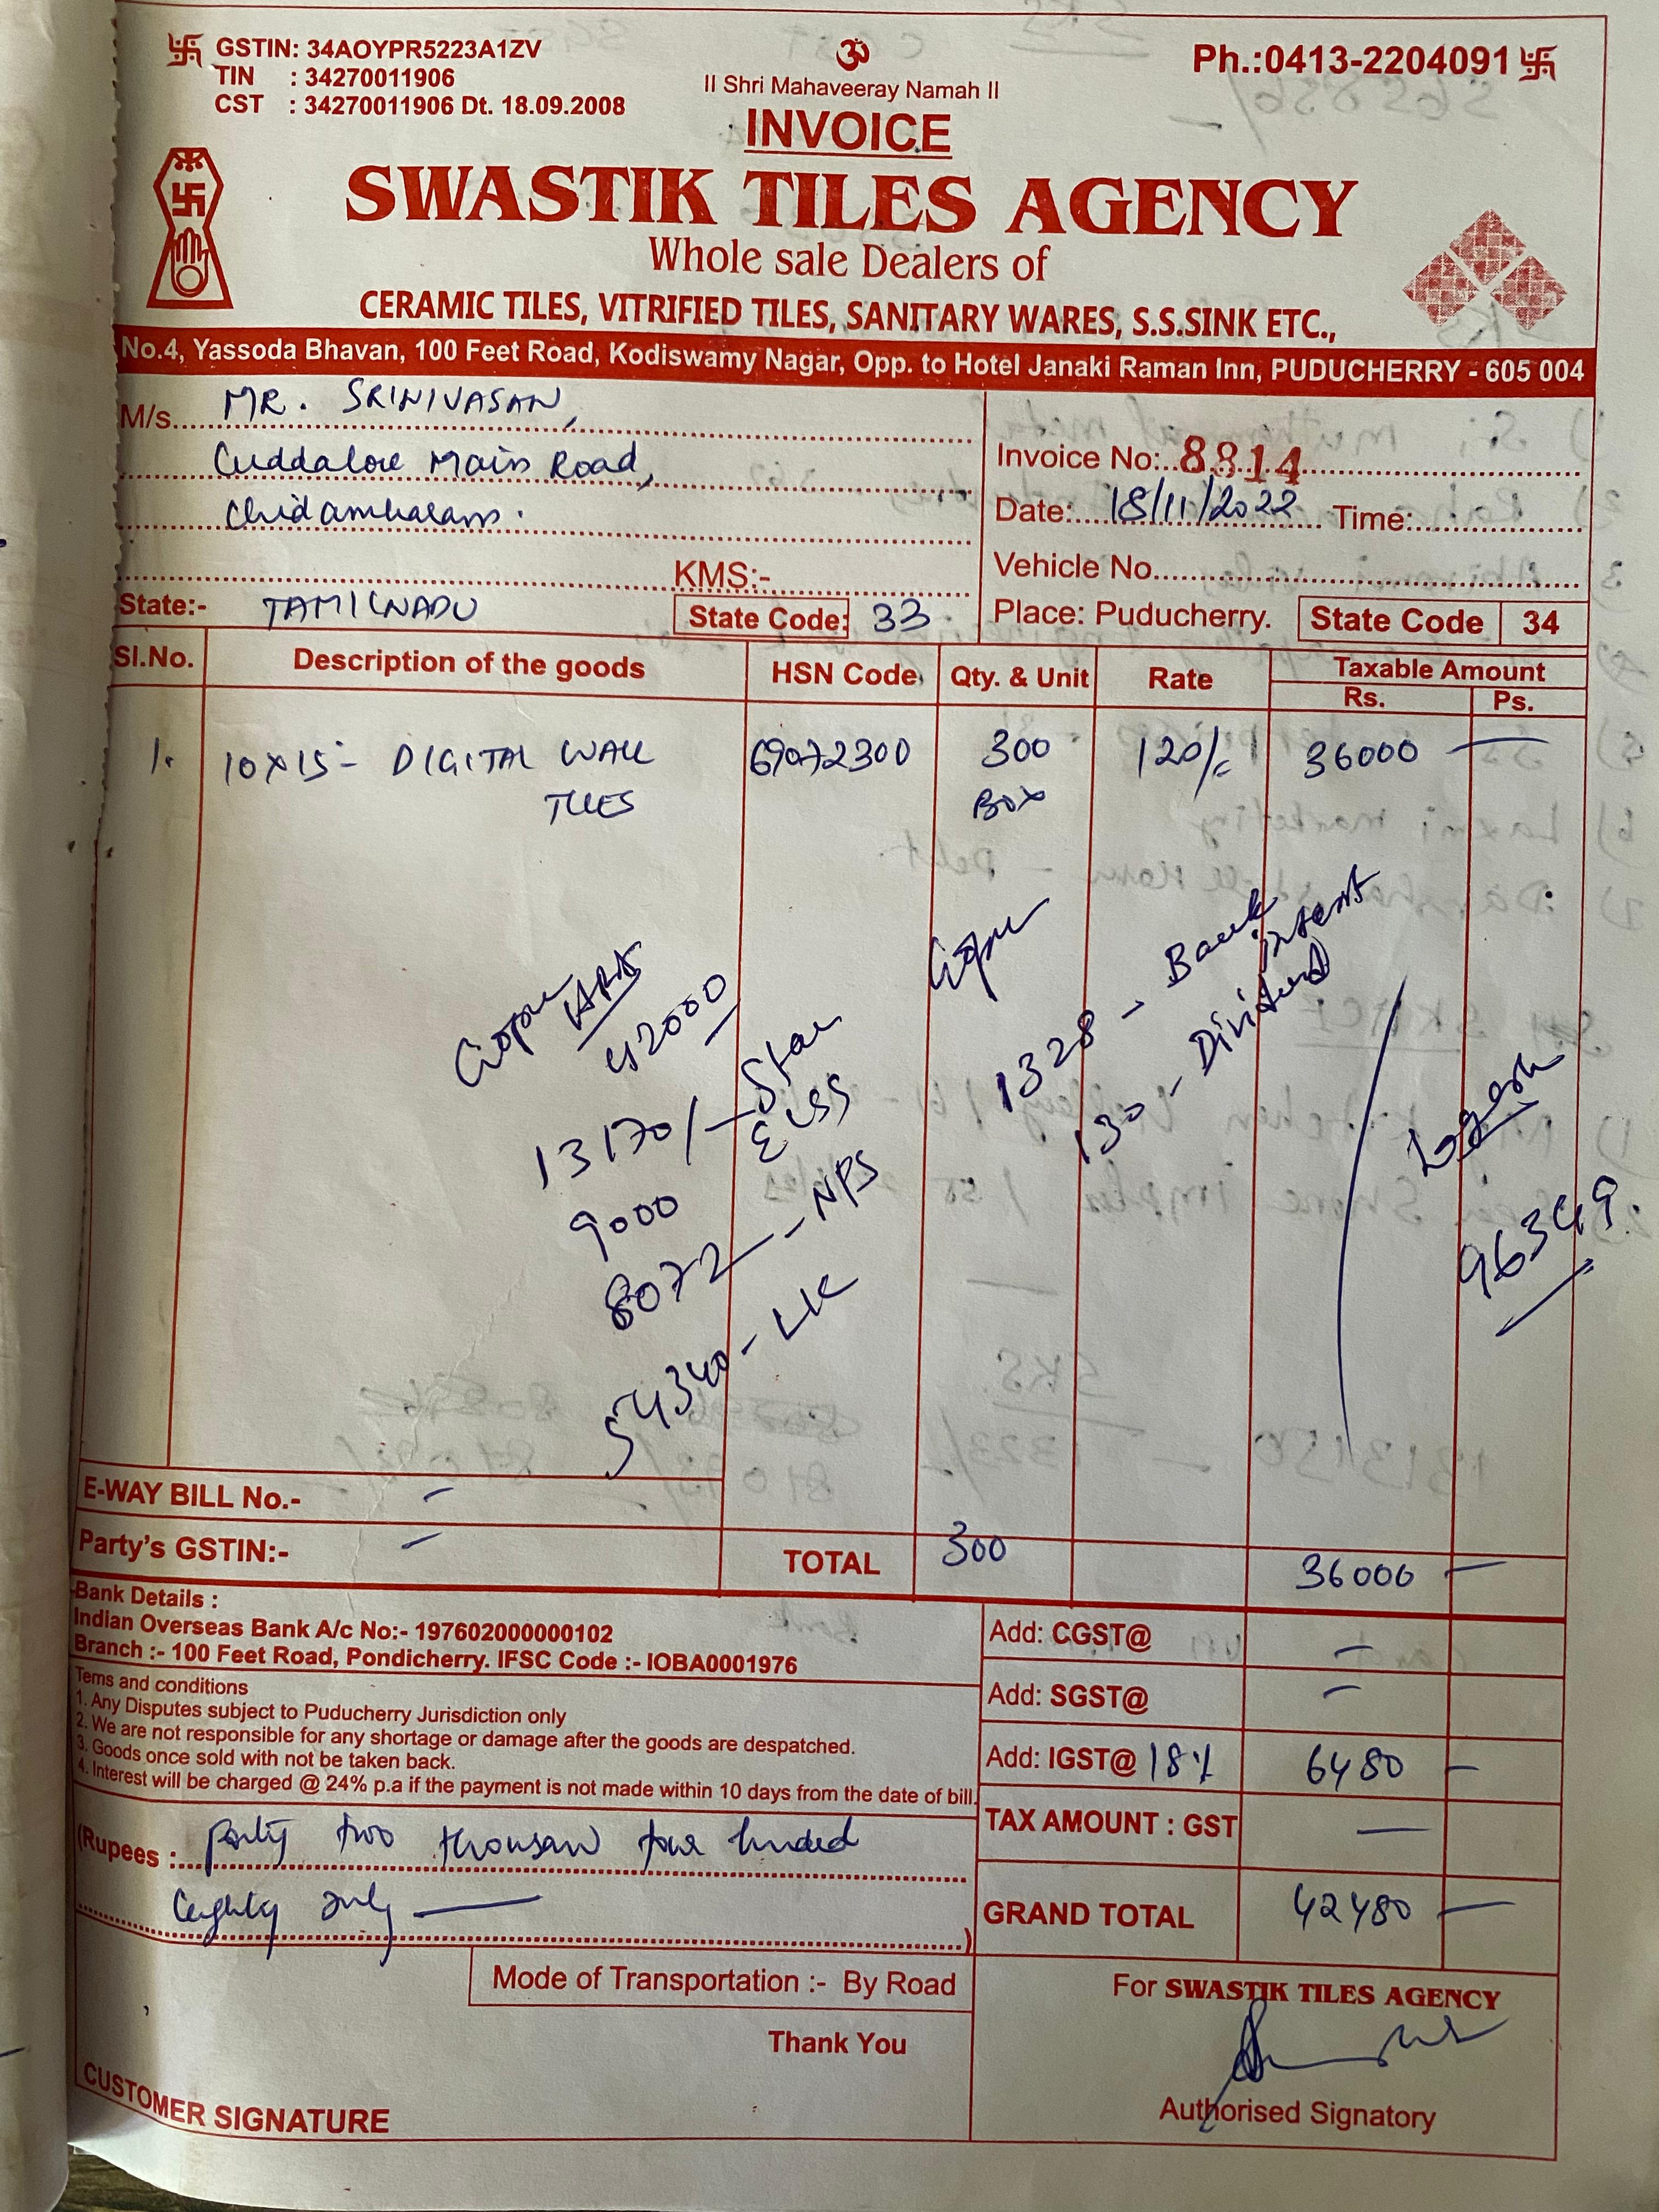 GSTIN: 34AOYPR5223A1ZV
TIN : 34270011906
CST : 34270011906 Dt. 18.09.2008
ॐ
II Shri Mahaveeray Namah II
Ph.:0413-2204091
INVOICE
SWASTIK TILES AGENCY
Whole sale Dealers of
CERAMIC TILES, VITRIFIED TILES, SANITARY WARES, S.S.SINK ETC.,
No.4, Yassoda Bhavan, 100 Feet Road, Kodiswamy Nagar, Opp. to Hotel Janaki Raman Inn, PUDUCHERRY - 605 004
M/s. MR. SRINIVASAN,
Cuddalore Main Road,
Chidambaram.
KMS:-
State:- TAMILNADU State Code: 33
Invoice No: 8814
Date: 18/11/2022 Time:
Vehicle No.
Place: Puducherry. State Code 34
Sl.No. Description of the goods HSN Code Qty. & Unit Rate Taxable Amount
Rs. Ps.
1. 10x15 - DIGITAL WALL 69072300 300 120/- 36000 —
TILES BOX
42000
13170/- Star
9000 ELSS
8072 - NPS
54340 - LIC
1328 - Bank
130 - Dividend
96349
E-WAY BILL No.- -
Party's GSTIN:- -
TOTAL 300 36000 —
Bank Details :
Indian Overseas Bank A/c No:- 197602000000102
Branch :- 100 Feet Road, Pondicherry. IFSC Code :- IOBA0001976
Tems and conditions
1. Any Disputes subject to Puducherry Jurisdiction only
2. We are not responsible for any shortage or damage after the goods are despatched.
3. Goods once sold with not be taken back.
4. Interest will be charged @ 24% p.a if the payment is not made within 10 days from the date of bill.
Add: CGST@ —
Add: SGST@ —
Add: IGST@ 18% 6480 —
TAX AMOUNT : GST —
GRAND TOTAL 42480 —
(Rupees : two
only —
)
Mode of Transportation :- By Road
Thank You
CUSTOMER SIGNATURE
For SWASTIK TILES AGENCY
Authorised Signatory